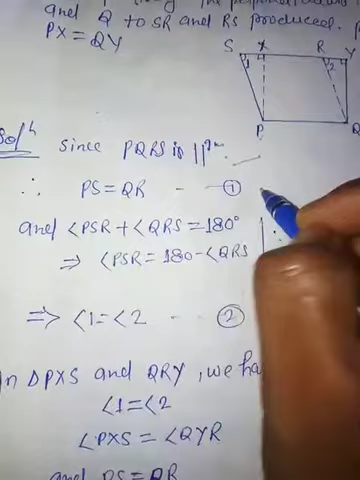 and Q to SR and RS produced.
PX = QY
S X R Y
1 2
P Q
Solⁿ Since PQRS is ||gm.
∴ PS = QR - - ①
and ∠PSR + ∠QRS = 180°
⇒ ∠PSR = 180 - ∠QRS
⇒ ∠1 = ∠2 - - ②
In ΔPXS and QRY, we ha
∠1 = ∠2
∠PXS = ∠QYR
and PS = QR